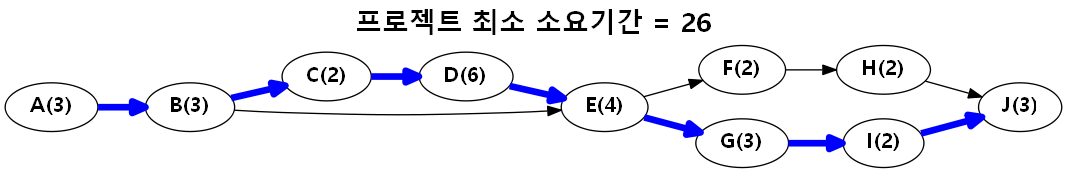 프로젝트 최소 소요기간 = 26
A(3)
B(3)
C(2)
D(6)
E(4)
F(2)
H(2)
G(3)
I(2)
J(3)